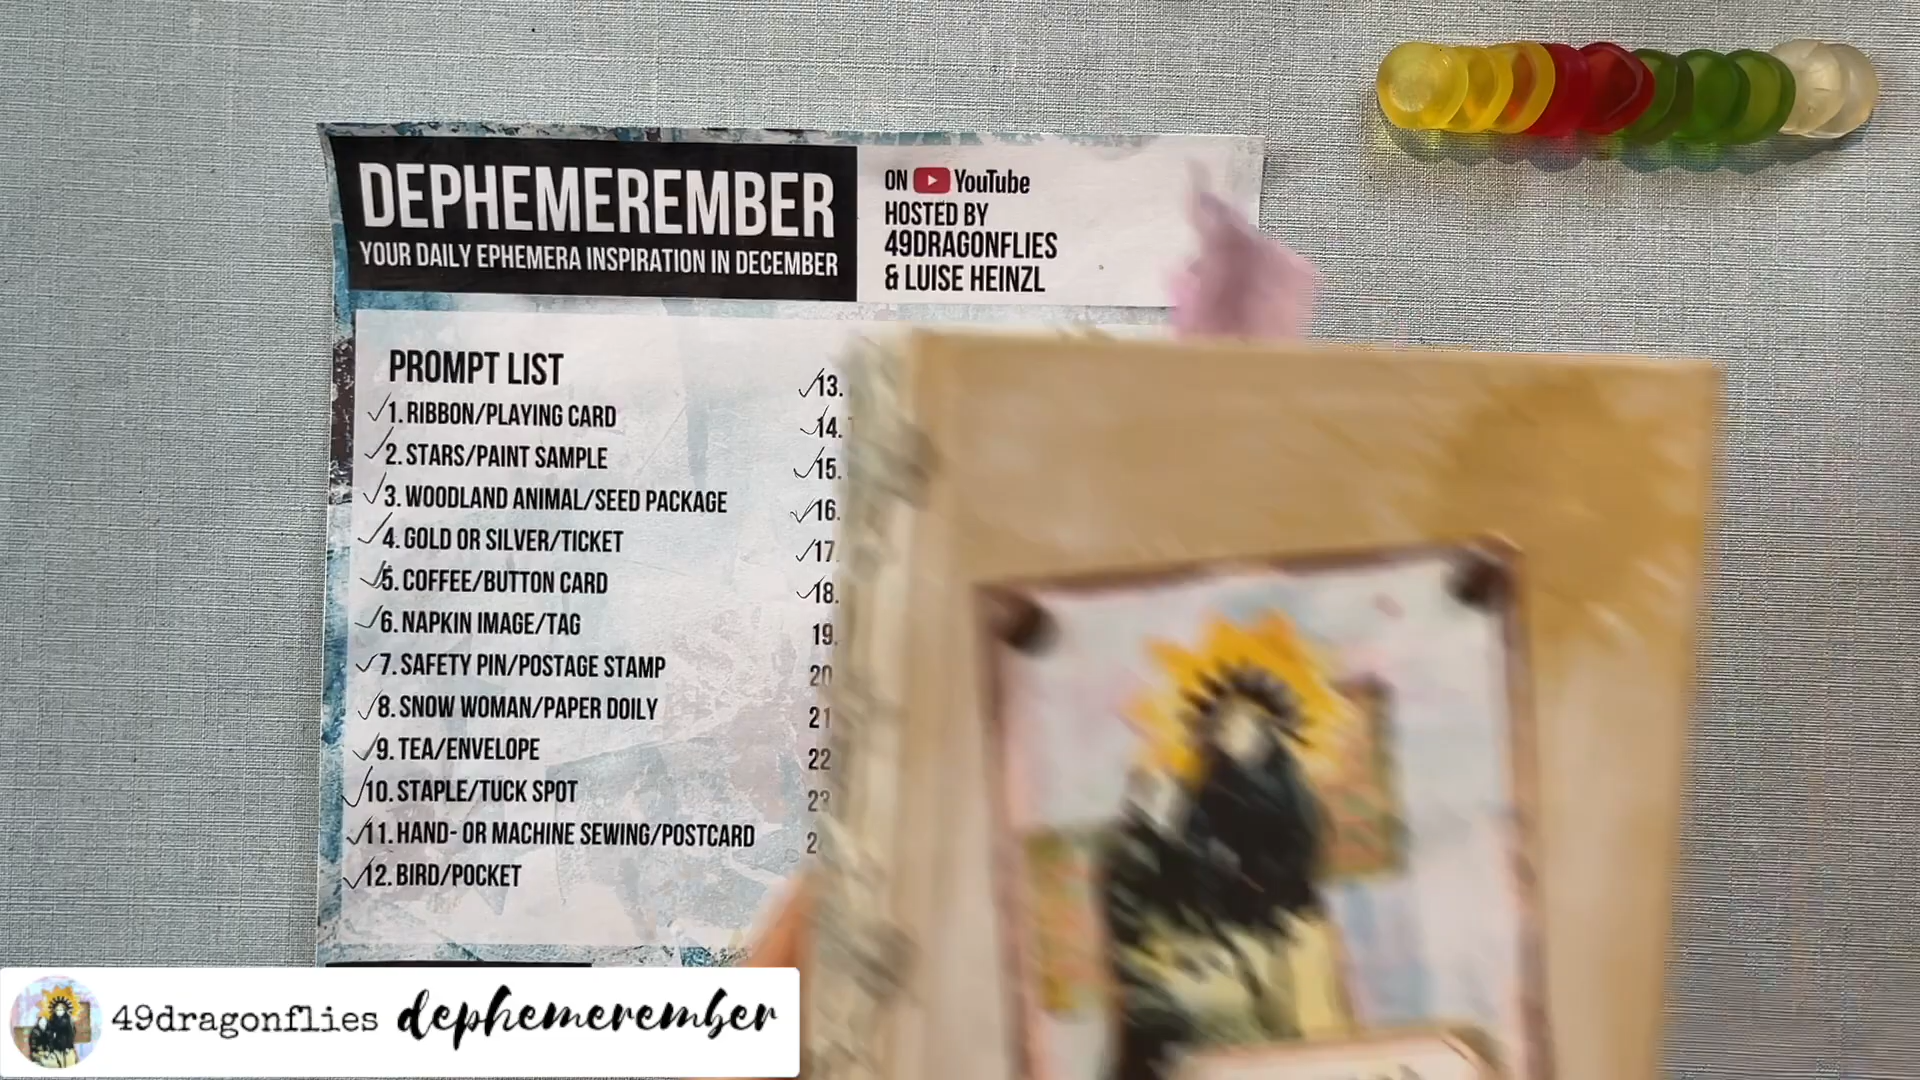 DEPHEMEREMBER
YOUR DAILY EPHEMERA INSPIRATION IN DECEMBER
ON YouTube
HOSTED BY
49DRAGONFLIES
& LUISE HEINZL
PROMPT LIST
1. RIBBON/PLAYING CARD
2. STARS/PAINT SAMPLE
3. WOODLAND ANIMAL/SEED PACKAGE
4. GOLD OR SILVER/TICKET
5. COFFEE/BUTTON CARD
6. NAPKIN IMAGE/TAG
7. SAFETY PIN/POSTAGE STAMP
8. SNOW WOMAN/PAPER DOILY
9. TEA/ENVELOPE
10. STAPLE/TUCK SPOT
11. HAND- OR MACHINE SEWING/POSTCARD
12. BIRD/POCKET
13.
14.
15.
16.
17.
18.
19.
20
21
22
49dragonflies dephemerember